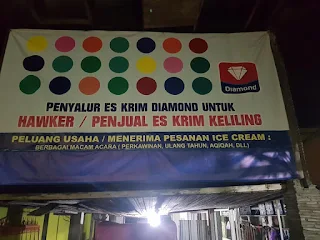 Diamond
PENYALUR ES KRIM DIAMOND UNTUK
HAWKER / PENJUAL ES KRIM KELILING
PELUANG USAHA / MENERIMA PESANAN ICE CREAM :
BERBAGAI MACAM ACARA ( PERKAWINAN, ULANG TAHUN, AQIQAH, DLL)